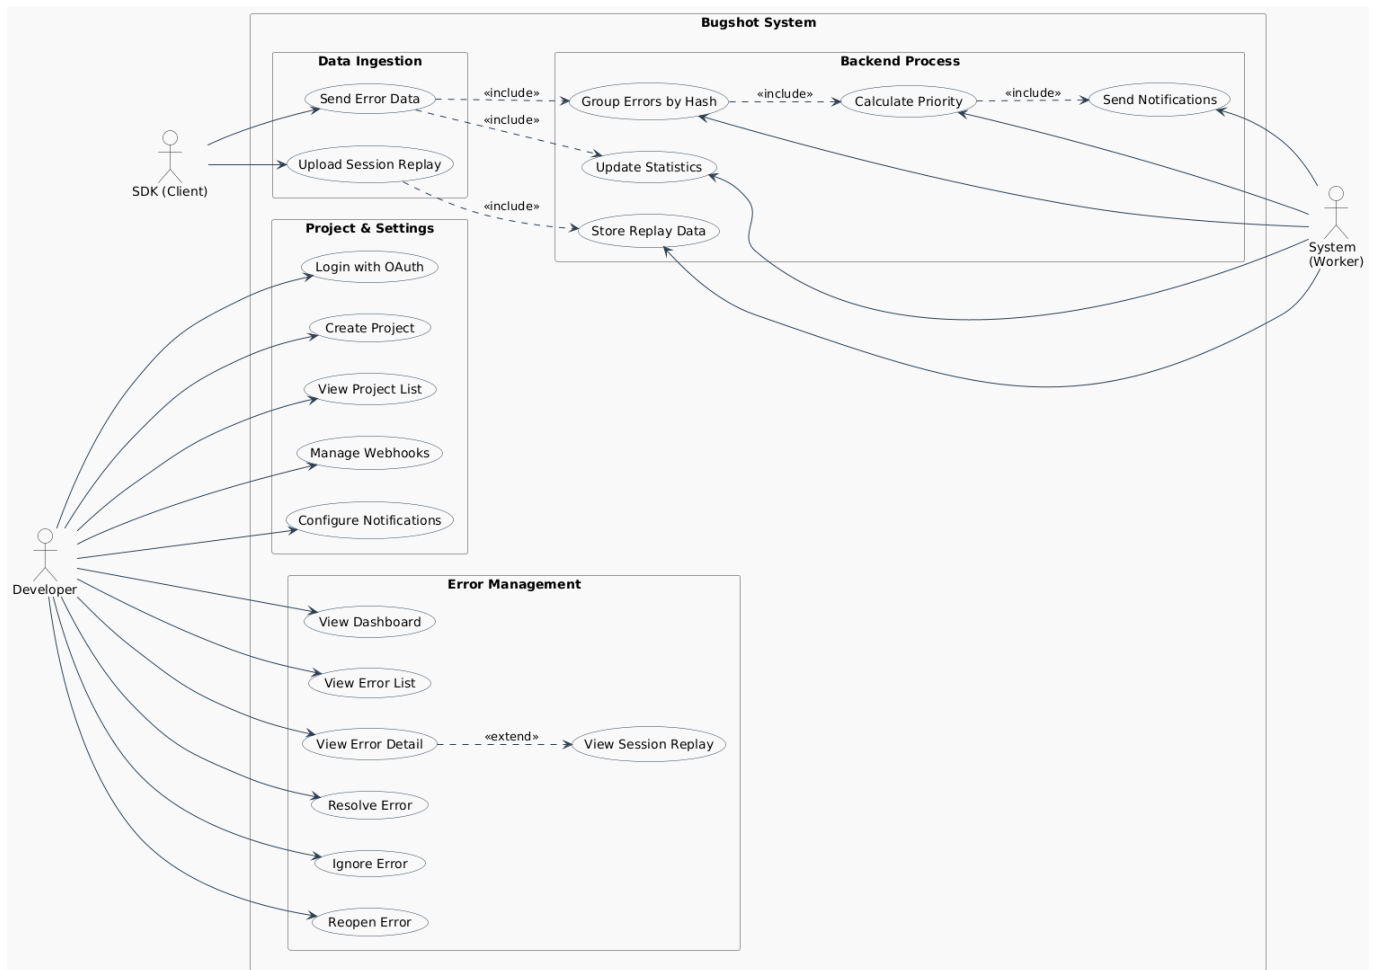 Bugshot System
Data Ingestion
Send Error Data
Upload Session Replay
SDK (Client)
«include»
«include»
«include»
Backend Process
Group Errors by Hash
«include»
Calculate Priority
«include»
Send Notifications
Update Statistics
Store Replay Data
System
(Worker)
Project & Settings
Login with OAuth
Create Project
View Project List
Manage Webhooks
Configure Notifications
Developer
Error Management
View Dashboard
View Error List
View Error Detail
«extend»
View Session Replay
Resolve Error
Ignore Error
Reopen Error